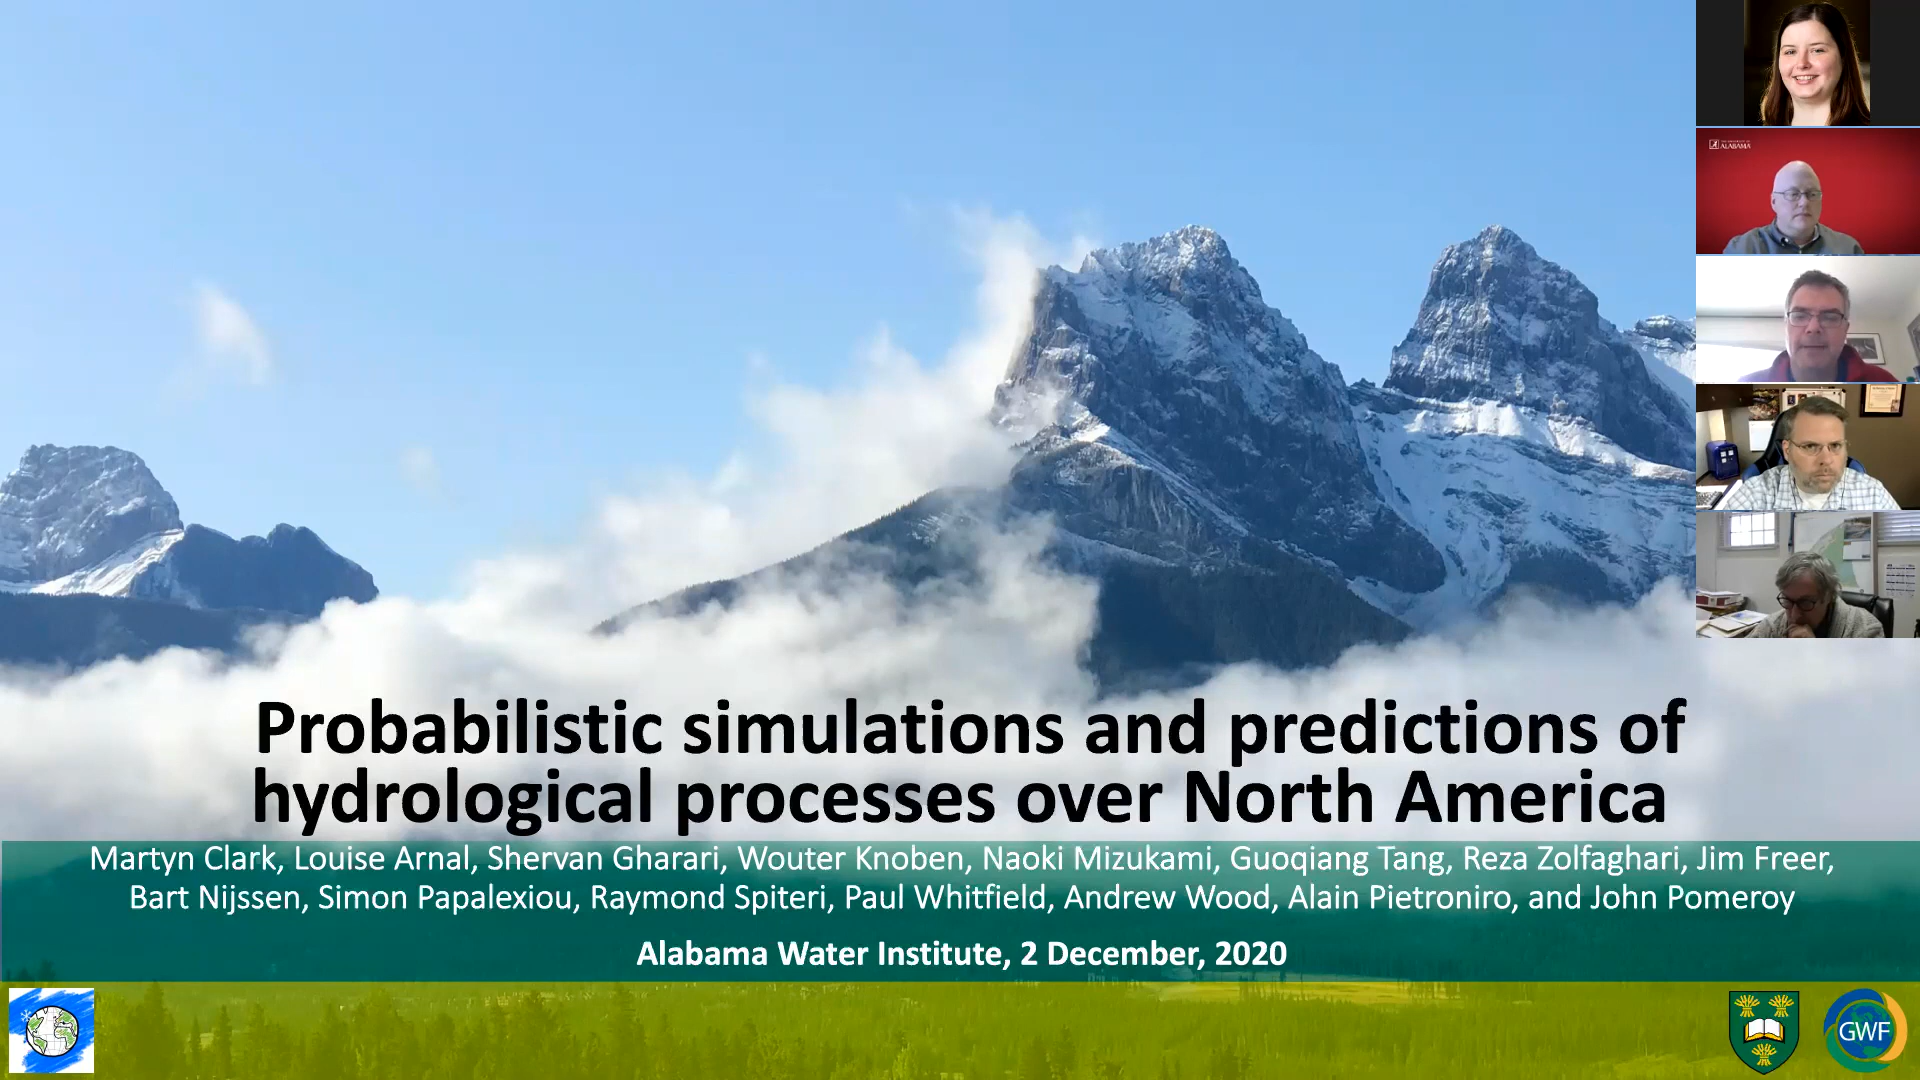 ALABAMA
Probabilistic simulations and predictions of
hydrological processes over North America
Martyn Clark, Louise Arnal, Shervan Gharari, Wouter Knoben, Naoki Mizukami, Guoqiang Tang, Reza Zolfaghari, Jim Freer,
Bart Nijssen, Simon Papalexiou, Raymond Spiteri, Paul Whitfield, Andrew Wood, Alain Pietroniro, and John Pomeroy
Alabama Water Institute, 2 December, 2020
GWF